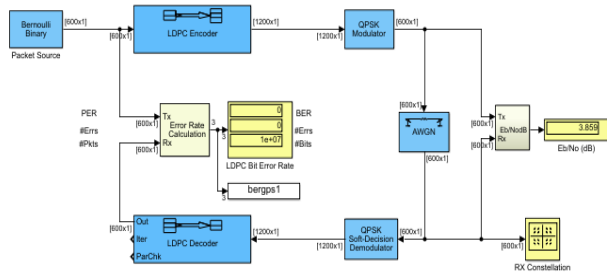 Bernoulli
Binary
Packet Source
[600x1]
[600x1]
LDPC Encoder
[1200x1]
[1200x1]
QPSK
Modulator
[600x1]
[600x1]
AWGN
[600x1]
[600x1]
Tx
Rx
Eb/NodB
[600x1]
3.859
Eb/No (dB)
PER
#Errs
#Pkts
[600x1]
[600x1]
Tx
Rx
Error Rate
Calculation
3
3
0
0
1e+07
LDPC Bit Error Rate
BER
#Errs
#Bits
3
bergps1
[600x1]
Out
Iter
ParChk
LDPC Decoder
[1200x1]
[1200x1]
QPSK
Soft-Decision
Demodulator
[600x1]
[600x1]
RX Constellation